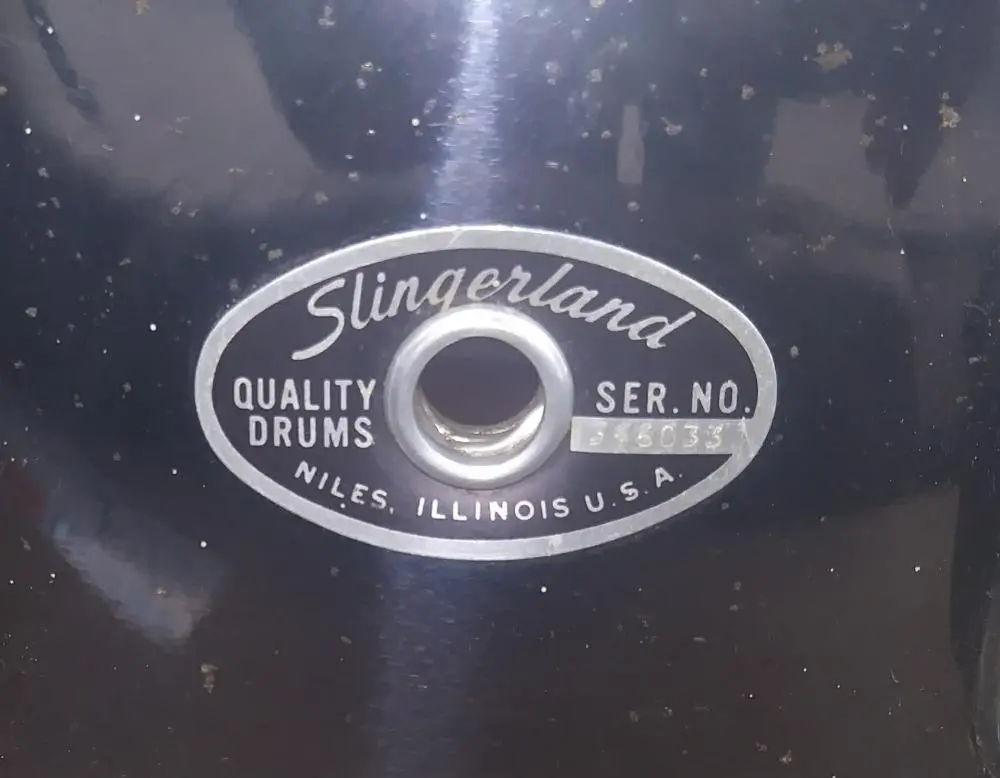 Slingerland
QUALITY
DRUMS
SER. NO.
NILES, ILLINOIS U.S.A.